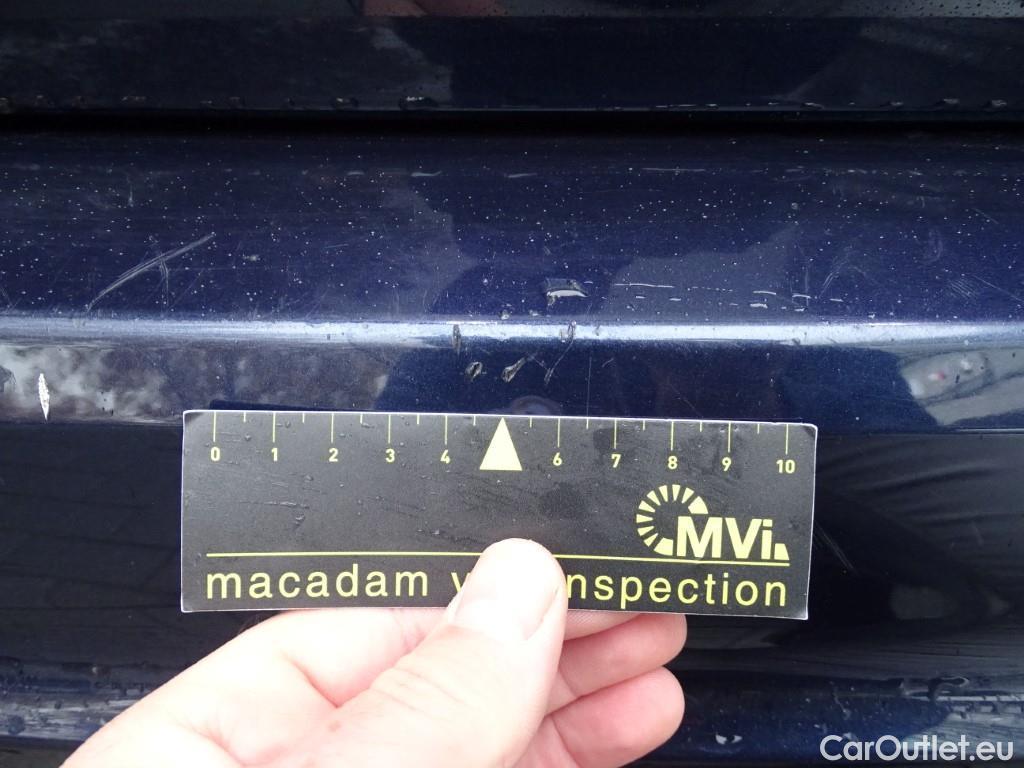 0 1 2 3 4 6 7 8 9 10
MVi
macadam v nspection
CarOutlet.eu